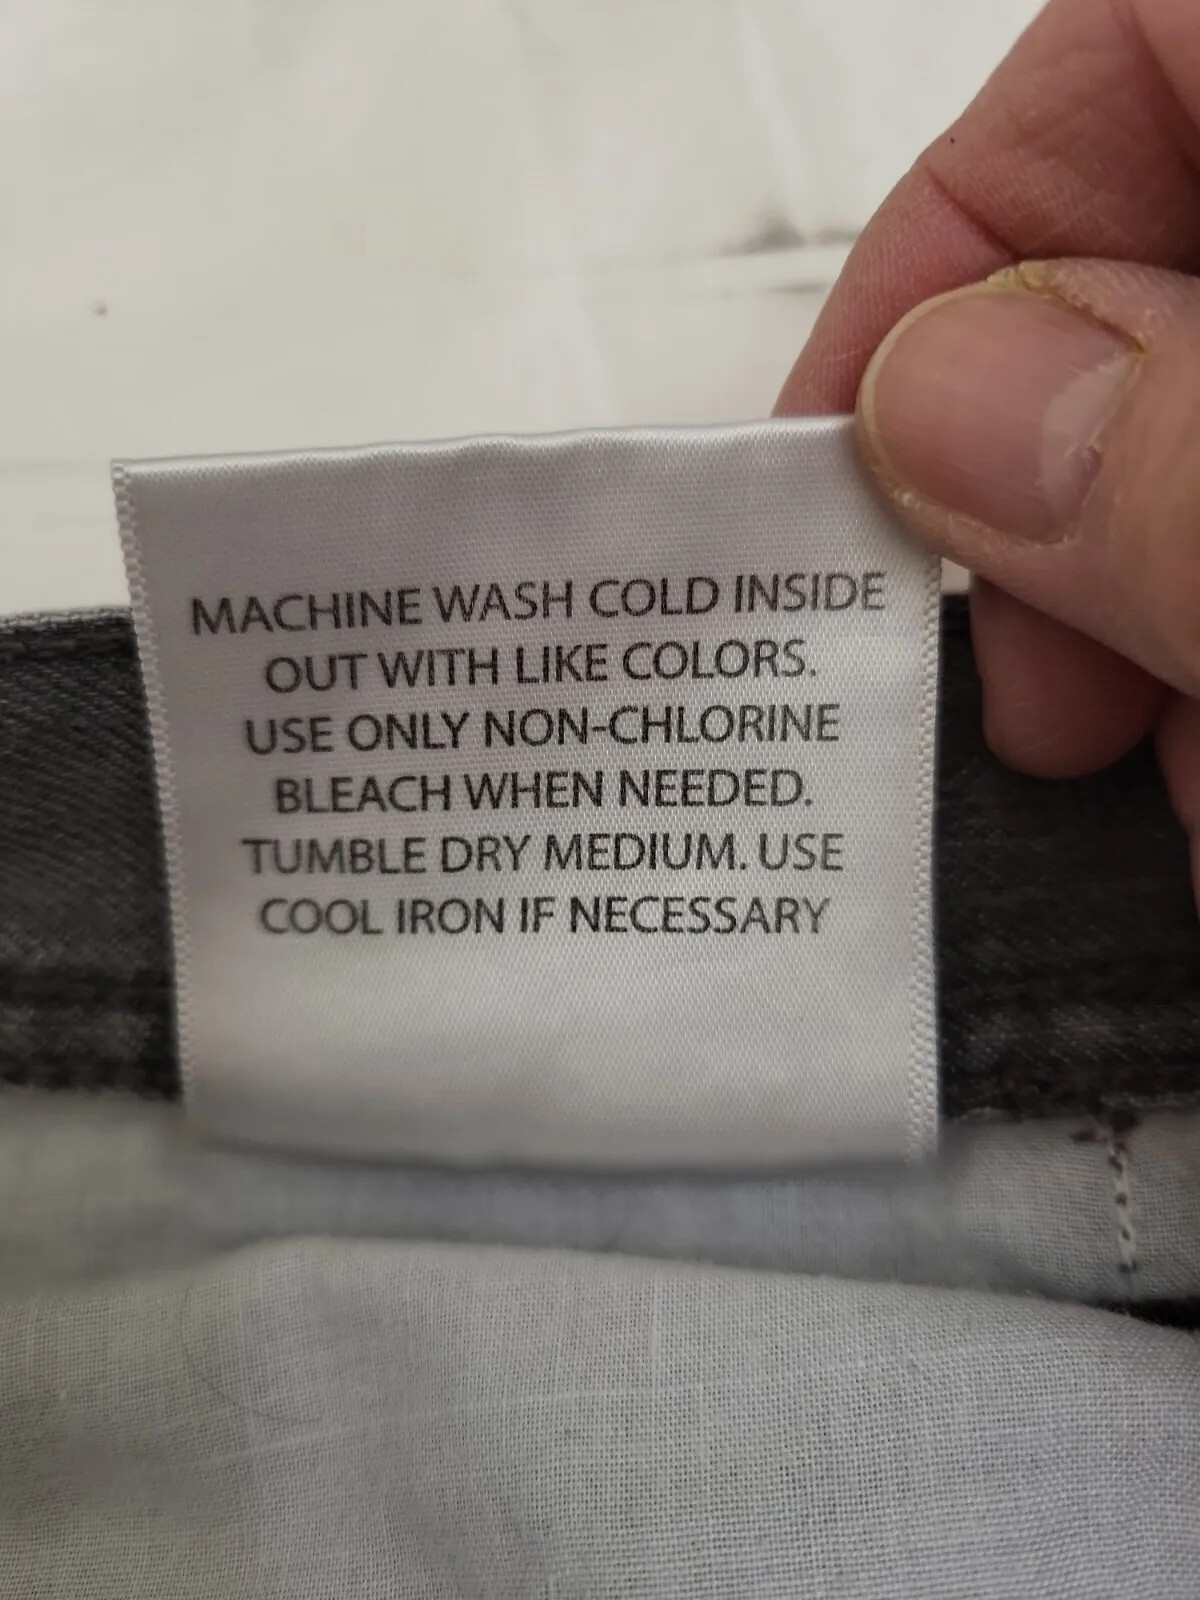 MACHINE WASH COLD INSIDE
OUT WITH LIKE COLORS.
USE ONLY NON-CHLORINE
BLEACH WHEN NEEDED.
TUMBLE DRY MEDIUM. USE
COOL IRON IF NECESSARY